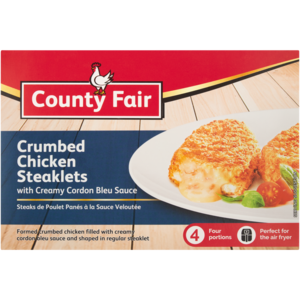 County Fair
Crumbed
Chicken
Steaklets
with Creamy Cordon Bleu Sauce
Steaks de Poulet Panés à la Sauce Veloutée
Formed crumbed chicken filled with creamy
cordon bleu sauce and shaped in regular steaklet
4 Four portions
Perfect for the air fryer